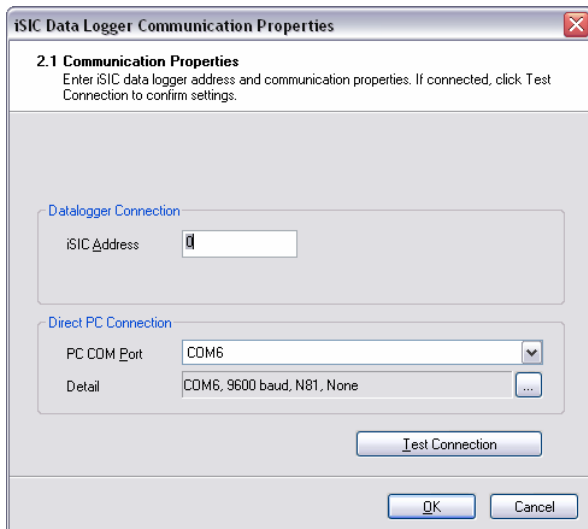 iSIC Data Logger Communication Properties
2.1 Communication Properties
Enter iSIC data logger address and communication properties. If connected, click Test
Connection to confirm settings.
Datalogger Connection
iSIC Address
0
Direct PC Connection
PC COM Port
COM6
Detail
COM6, 9600 baud, N81, None
...
Test Connection
OK
Cancel